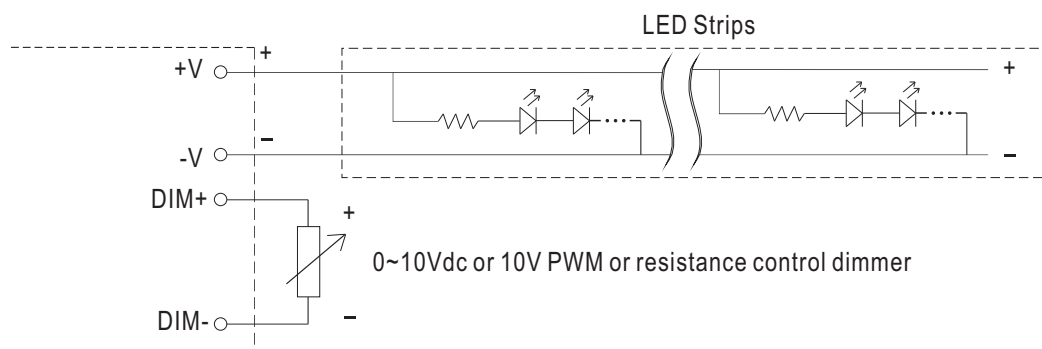 LED Strips
+
+V
+
-
-V
-
DIM+
+
0~10Vdc or 10V PWM or resistance control dimmer
DIM-
-